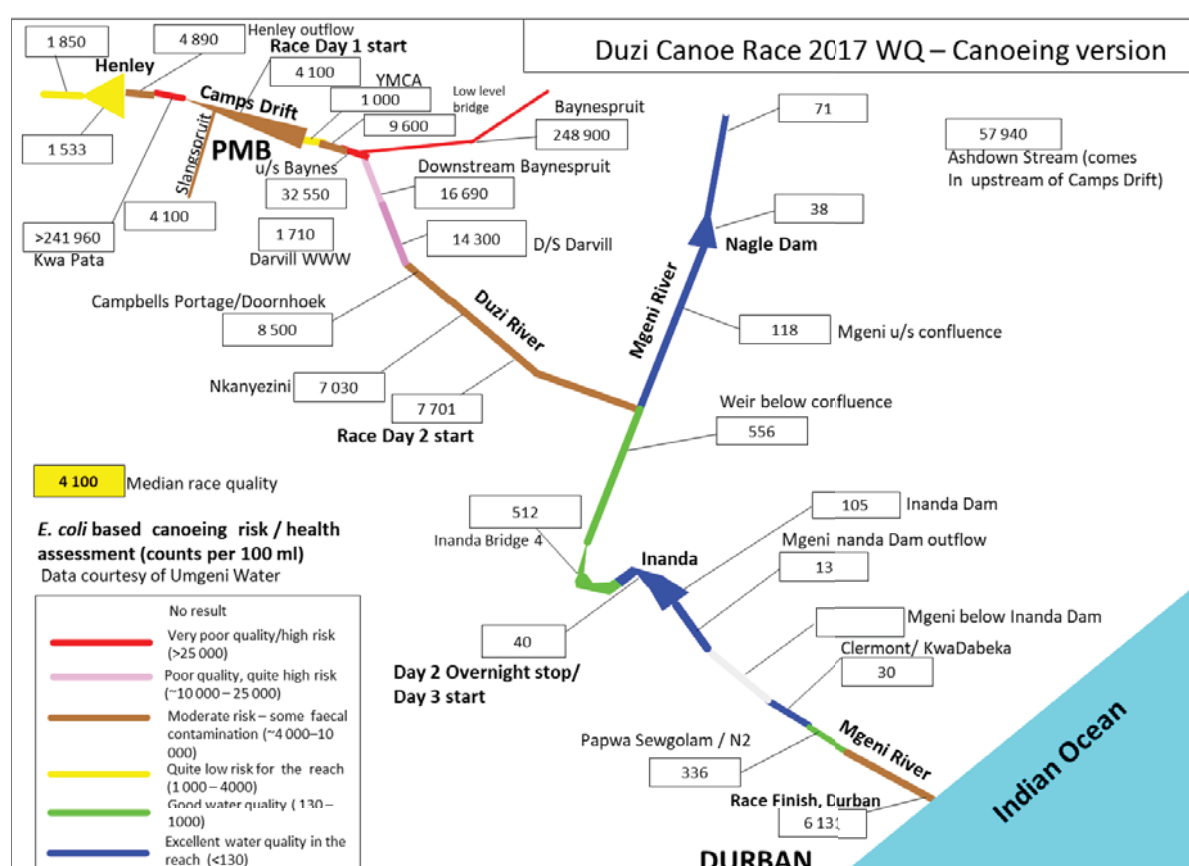 Duzi Canoe Race 2017 WQ – Canoeing version
1 850
4 890
Henley outflow
Race Day 1 start
Henley
4 100
YMCA
1 000
Camps Drift
Low level
bridge
Baynespruit
9 600
248 900
1 533
PMB
Slangspruit
u/s Baynes
32 550
Downstream Baynespruit
16 690
4 100
>241 960
Kwa Pata
1 710
Darvill WWW
14 300
D/S Darvill
71
57 940
Ashdown Stream (comes
In upstream of Camps Drift)
38
Nagle Dam
Campbells Portage/Doornhoek
8 500
Duzi River
Mgeni River
118
Mgeni u/s confluence
Nkanyezini
7 030
7 701
Race Day 2 start
Weir below confluence
556
4 100
Median race quality
E. coli based canoeing risk / health
assessment (counts per 100 ml)
Data courtesy of Umgeni Water
512
Inanda Bridge 4
Inanda
105
Inanda Dam
Mgeni nanda Dam outflow
13
40
Day 2 Overnight stop/
Day 3 start
Mgeni below Inanda Dam
Clermont/ KwaDabeka
30
Papwa Sewgolam / N2
336
Mgeni River
Race Finish, Durban
6 131
DURBAN
Indian Ocean
No result
Very poor quality/high risk
(>25 000)
Poor quality, quite high risk
(~10 000 – 25 000)
Moderate risk – some faecal
contamination (~4 000–10
000)
Quite low risk for the reach
(1 000 - 4000)
Good water quality ( 130 –
1000)
Excellent water quality in the
reach (<130)